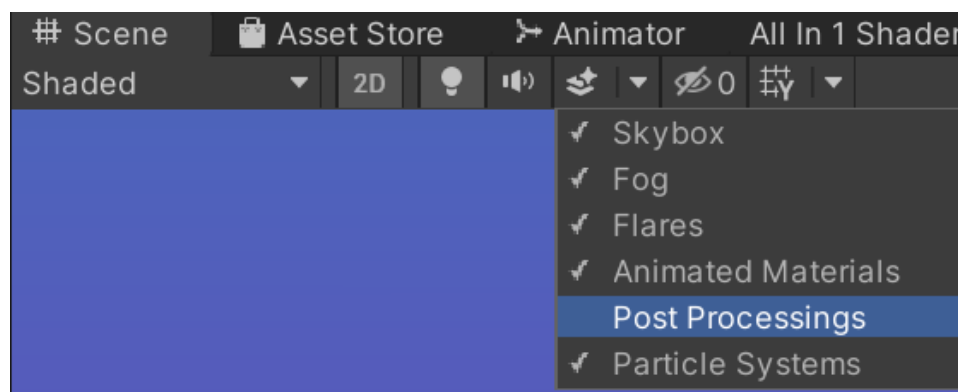 Scene Asset Store Animator All In 1 Shader
Shaded 2D 0 Y
Skybox
Fog
Flares
Animated Materials
Post Processings
Particle Systems